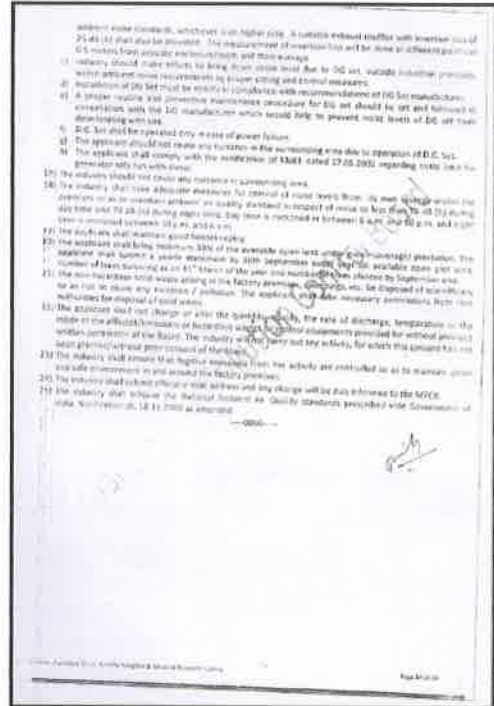 ambient noise standards, whichever is on higher side. A suitable exhaust muffler with insertion loss of
25 dB (A) shall also be provided. The measurement of insertion loss will be done at different points at
0.5 meters from acoustic enclosure/room and then average.
c) Industry should make efforts to bring down noise level due to DG set, outside industrial premises,
within ambient noise requirements by proper siting and control measures.
d) Installation of DG Set must be strictly in compliance with recommendations of DG Set manufacturer.
e) A proper routine and preventive maintenance procedure for DG set should be set and followed in
consultation with the DG manufacturer which would help to prevent noise levels of DG set from
deteriorating with use.
f) D.G. Set shall be operated only in case of power failure.
g) The applicant should not cause any nuisance in the surrounding area due to operation of D.G. Set.
h) The applicant shall comply with the notification of MoEF dated 17.05.2002 regarding noise limit for
generator sets run with diesel.
17) The industry should not cause any nuisance in surrounding area.
18) The industry shall take adequate measures for control of noise levels from its own sources within the
premises so as to maintain ambient air quality standard in respect of noise to less than 75 dB (A) during
day time and 70 dB (A) during night time. Day time is reckoned in between 6 a.m. and 10 p.m. and night
time is reckoned between 10 p.m. and 6 a.m.
19) The applicant shall maintain good housekeeping.
20) The applicant shall bring minimum 33% of the available open land under green coverage/ plantation. The
applicant shall submit a yearly statement by 30th September every year on available open plot area,
number of trees surviving as on 31st March of the year and number of trees planted by September end.
21) The non-hazardous solid waste arising in the factory premises, sweepings, etc. be disposed of scientifically
so as not to cause any nuisance / pollution. The applicant shall take necessary permissions from civic
authorities for disposal of solid waste.
22) The applicant shall not change or alter the quantity, quality, the rate of discharge, temperature or the
mode of the effluent/emissions or hazardous wastes or control equipments provided for without previous
written permission of the Board. The industry will not carry out any activity, for which this consent has not
been granted/without prior consent of the Board.
23) The industry shall ensure that fugitive emissions from the activity are controlled so as to maintain clean
and safe environment in and around the factory premises.
24) The industry shall submit official e-mail address and any change will be duly informed to the MPCB.
25) The industry shall achieve the National Ambient Air Quality standards prescribed vide Government of
India, Notification dt. 18.11.2009 as amended.
---0000---